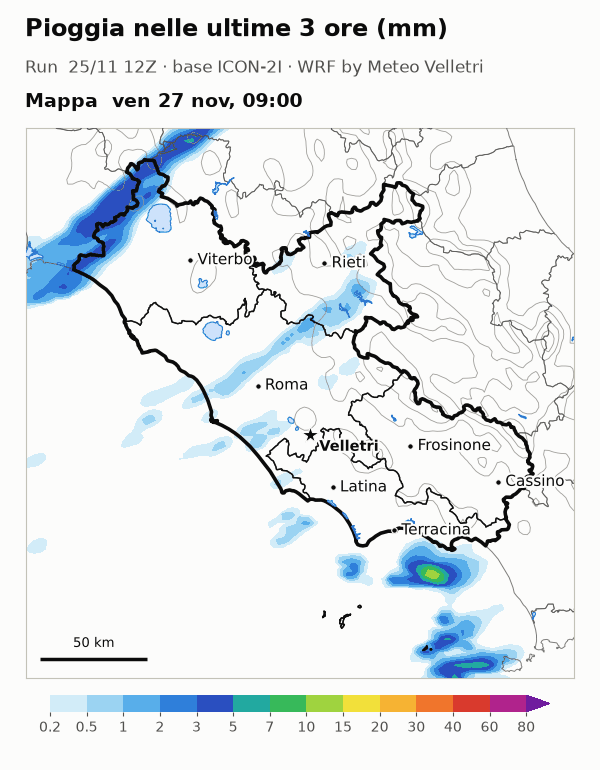 Pioggia nelle ultime 3 ore (mm)
Run  25/11 12Z · base ICON-2I · WRF by Meteo Velletri
Mappa  ven 27 nov, 09:00
Viterbo
Rieti
Roma
Velletri
Frosinone
Latina
Cassino
Terracina
50 km
0.2 0.5 1 2 3 5 7 10 15 20 30 40 60 80